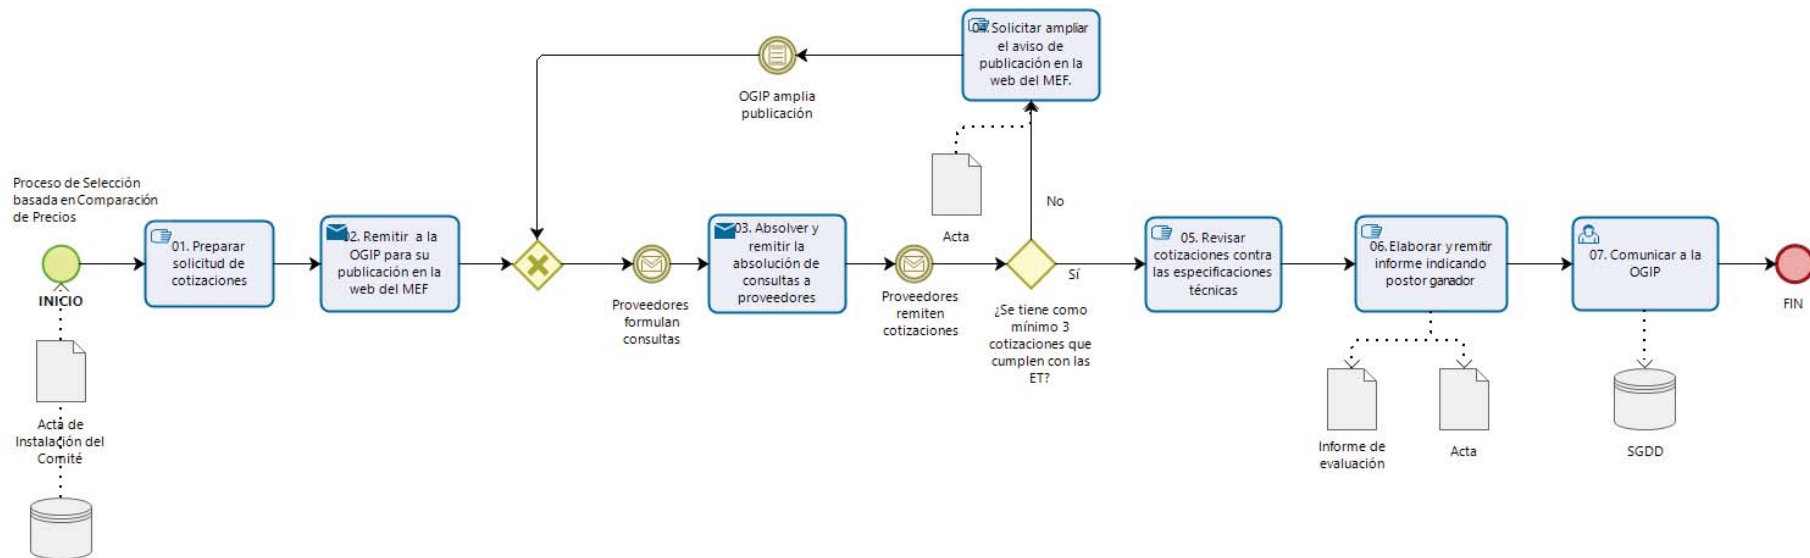 Proceso de Selección
basada en Comparación
de Precios
INICIO
Acta de
Instalación del
Comité
01. Preparar
solicitud de
cotizaciones
02. Remitir a la
OGIP para su
publicación en la
web del MEF
OGIP amplia
publicación
04. Solicitar ampliar
el aviso de
publicación en la
web del MEF.
Acta
No
Proveedores
formulan
consultas
03. Absolver y
remitir la
absolución de
consultas a
proveedores
Proveedores
remiten
cotizaciones
Sí
¿Se tiene como
mínimo 3
cotizaciones que
cumplen con las
ET?
05. Revisar
cotizaciones contra
las especificaciones
técnicas
06. Elaborar y remitir
informe indicando
postor ganador
Informe de
evaluación
Acta
07. Comunicar a la
OGIP
SGDD
FIN